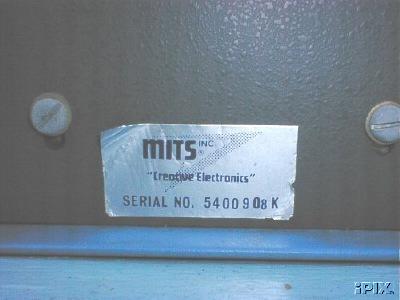 MITS INC
®
"Creative Electronics"
SERIAL NO. 5400908K
iPIX